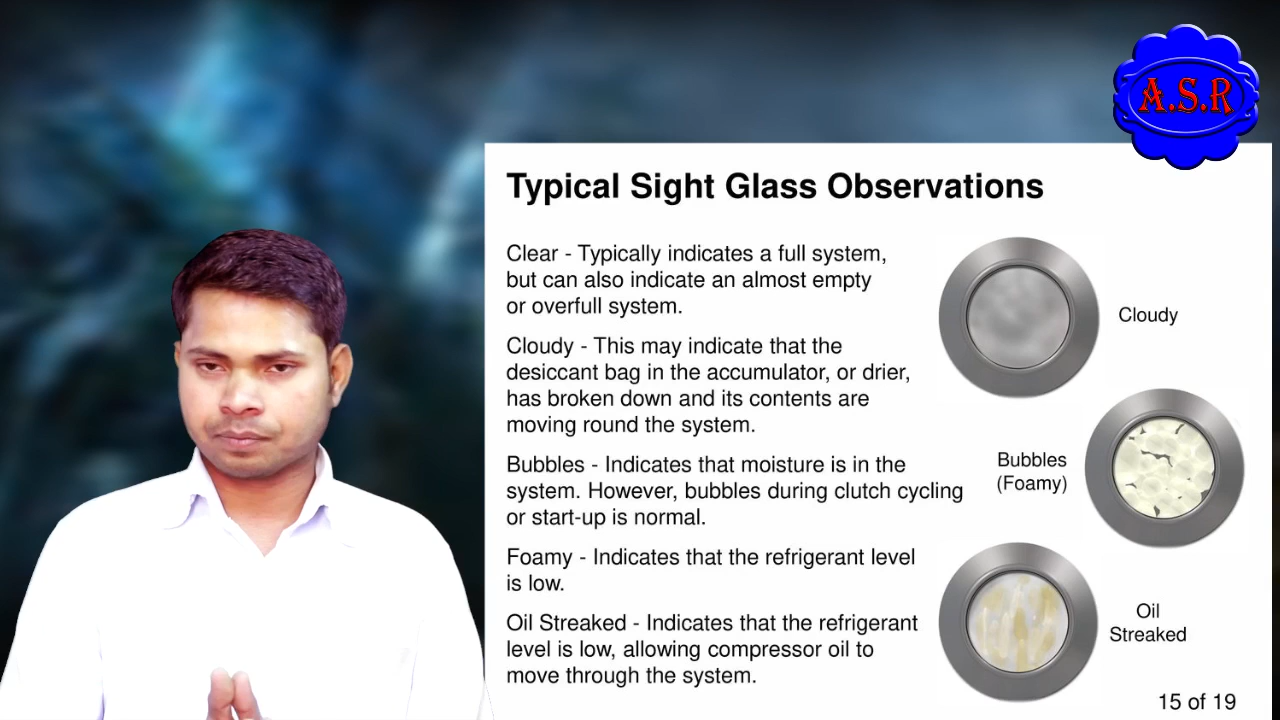 A.S.R
Typical Sight Glass Observations
Clear - Typically indicates a full system,
but can also indicate an almost empty
or overfull system.
Cloudy - This may indicate that the
desiccant bag in the accumulator, or drier,
has broken down and its contents are
moving round the system.
Bubbles - Indicates that moisture is in the
system. However, bubbles during clutch cycling
or start-up is normal.
Foamy - Indicates that the refrigerant level
is low.
Oil Streaked - Indicates that the refrigerant
level is low, allowing compressor oil to
move through the system.
Cloudy
Bubbles
(Foamy)
Oil
Streaked
15 of 19